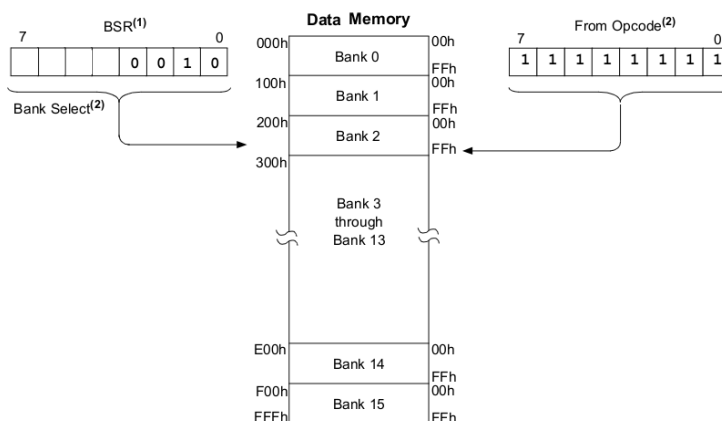 BSR(1)
7 0
0 0 1 0
Bank Select(2)
Data Memory
000h
Bank 0
00h
FFh
100h
Bank 1
00h
FFh
200h
Bank 2
00h
FFh
300h
Bank 3
through
Bank 13
E00h
Bank 14
00h
FFh
F00h
Bank 15
00h
FFFh
FFh
From Opcode(2)
7 0
1 1 1 1 1 1 1 1